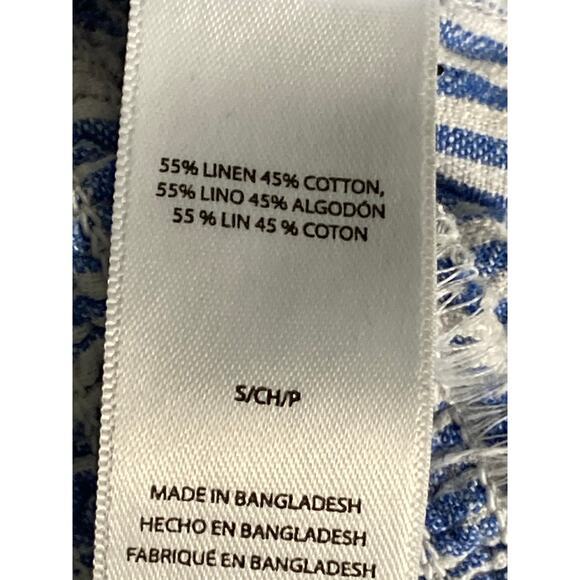 55% LINEN 45% COTTON,
55% LINO 45% ALGODÓN
55 % LIN 45 % COTON
S/CH/P
MADE IN BANGLADESH
HECHO EN BANGLADESH
FABRIQUÉ EN BANGLADESH